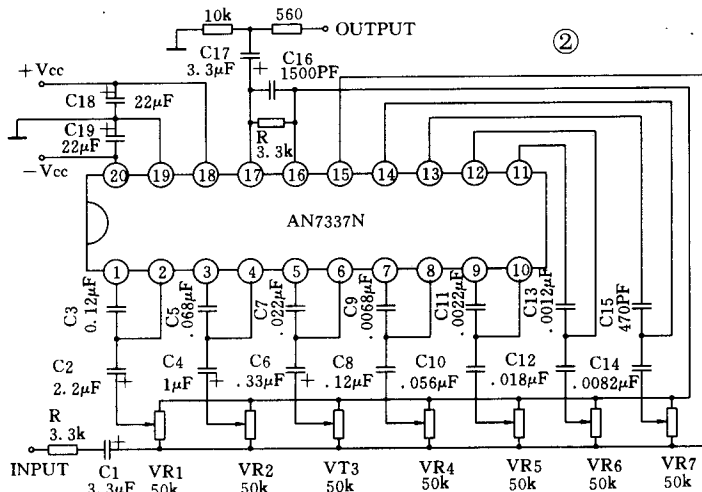 10k 560
OUTPUT
②
C17
3.3μF +
C16
1500PF
+Vcc
C18 + 22μF
C19 +
22μF
-Vcc
R
3.3k
20 19 18 17 16 15 14 13 12 11
AN7337N
1 2 3 4 5 6 7 8 9 10
C3
0.12μF
C5
.068μF
C7
.022μF
C9
.0068μF
C11
.0022μF
C13
.0012μF
C15
470PF
C2 +
2.2μF
C4
1μF +
C6
.33μF +
C8
.12μF
C10
.056μF
C12
.018μF
C14
.0082μF
R
3.3k
+
INPUT
C1
3.3μF
VR1
50k
VR2
50k
VT3
50k
VR4
50k
VR5
50k
VR6
50k
VR7
50k